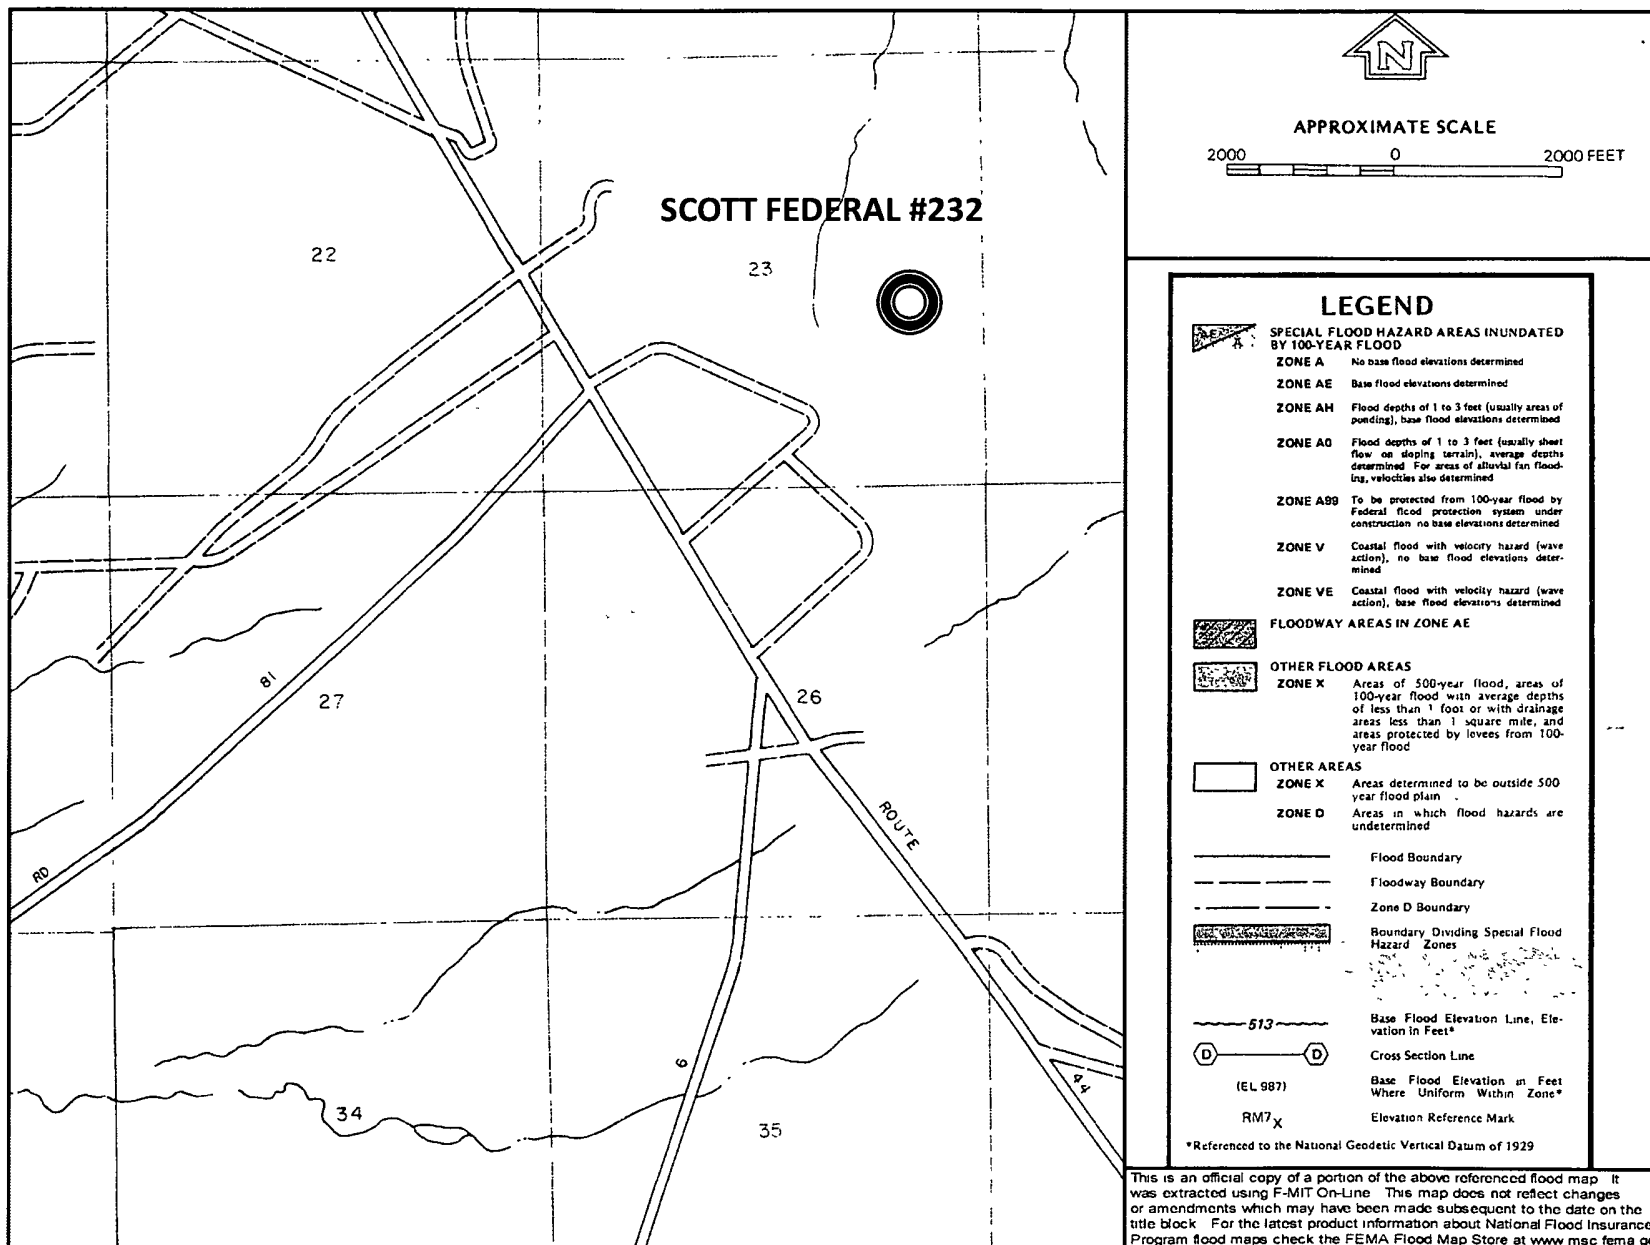 N
APPROXIMATE SCALE
2000 0 2000 FEET
SCOTT FEDERAL #232
22
23
81
27
26
RD
ROUTE
6
44
34
35
LEGEND
SPECIAL FLOOD HAZARD AREAS INUNDATED
BY 100-YEAR FLOOD
ZONE A No base flood elevations determined
ZONE AE Base flood elevations determined
ZONE AH Flood depths of 1 to 3 feet (usually areas of
ponding), base flood elevations determined
ZONE AO Flood depths of 1 to 3 feet (usually sheet
flow on sloping terrain), average depths
determined For areas of alluvial fan flood-
ing, velocities also determined
ZONE A99 To be protected from 100-year flood by
Federal flood protection system under
construction no base elevations determined
ZONE V Coastal flood with velocity hazard (wave
action), no base flood elevations deter-
mined
ZONE VE Coastal flood with velocity hazard (wave
action), base flood elevations determined
FLOODWAY AREAS IN ZONE AE
OTHER FLOOD AREAS
ZONE X Areas of 500-year flood, areas of
100-year flood with average depths
of less than 1 foot or with drainage
areas less than 1 square mile, and
areas protected by levees from 100-
year flood
OTHER AREAS
ZONE X Areas determined to be outside 500
year flood plain
ZONE D Areas in which flood hazards are
undetermined
Flood Boundary
Floodway Boundary
Zone D Boundary
Boundary Dividing Special Flood
Hazard Zones
513 Base Flood Elevation Line, Ele-
vation in Feet*
D D Cross Section Line
(EL 987) Base Flood Elevation in Feet
Where Uniform Within Zone*
RM7X Elevation Reference Mark
*Referenced to the National Geodetic Vertical Datum of 1929
This is an official copy of a portion of the above referenced flood map It
was extracted using F-MIT On-Line This map does not reflect changes
or amendments which may have been made subsequent to the date on the
title block For the latest product information about National Flood Insurance
Program flood maps check the FEMA Flood Map Store at www msc fema